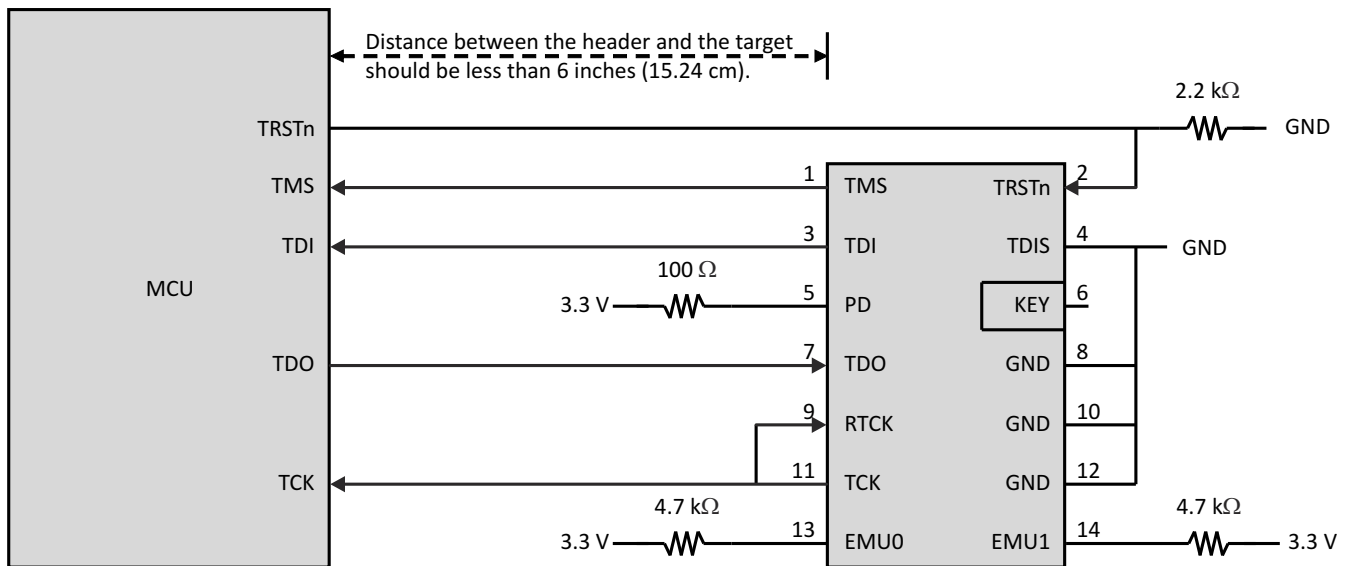 Distance between the header and the target
should be less than 6 inches (15.24 cm).
2.2 kΩ
TRSTn
GND
TMS
1
TMS
TRSTn
2
TDI
3
TDI
TDIS
4
GND
100 Ω
MCU
3.3 V
5
PD
KEY
6
TDO
7
TDO
GND
8
9
RTCK
GND
10
TCK
11
TCK
GND
12
4.7 kΩ
4.7 kΩ
3.3 V
13
EMU0
EMU1
14
3.3 V